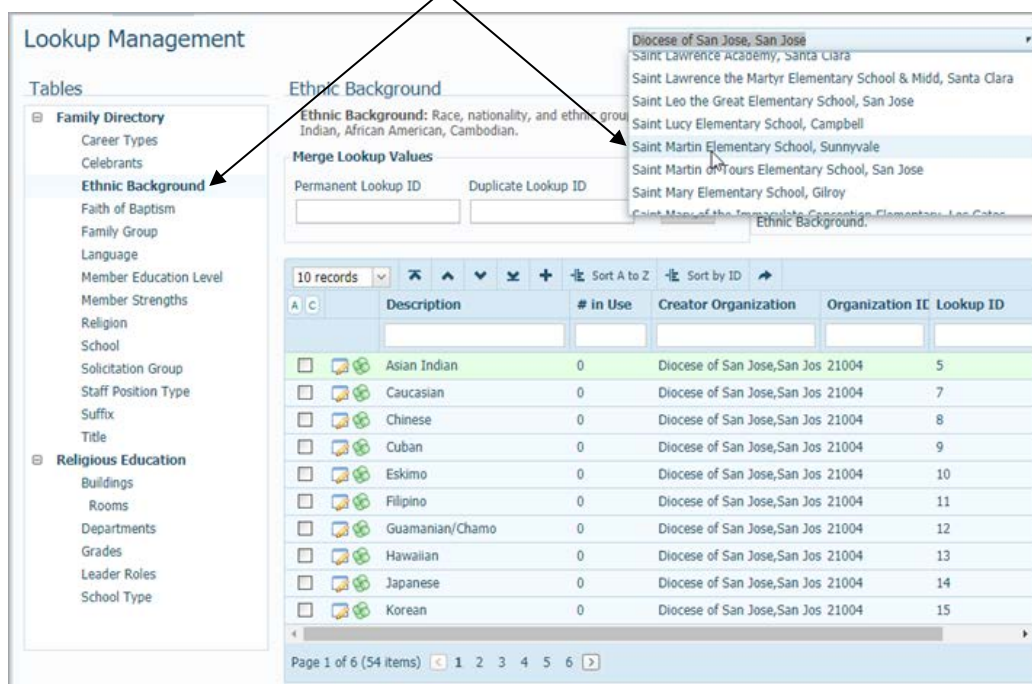 Lookup Management
Diocese of San Jose, San Jose
Saint Lawrence Academy, Santa Clara
Saint Lawrence the Martyr Elementary School & Midd, Santa Clara
Saint Leo the Great Elementary School, San Jose
Saint Lucy Elementary School, Campbell
Saint Martin Elementary School, Sunnyvale
Saint Martin of Tours Elementary School, San Jose
Saint Mary Elementary School, Gilroy
Saint Mary of the Immaculate Conception Elementary, Los Gatos
Tables
Family Directory
Career Types
Celebrants
Ethnic Background
Faith of Baptism
Family Group
Language
Member Education Level
Member Strengths
Religion
School
Solicitation Group
Staff Position Type
Suffix
Title
Religious Education
Buildings
Rooms
Departments
Grades
Leader Roles
School Type
Ethnic Background
Ethnic Background: Race, nationality, and ethnic grou
Indian, African American, Cambodian.
Merge Lookup Values
Permanent Lookup ID Duplicate Lookup ID
Ethnic Background.
10 records Sort A to Z Sort by ID
A C Description # in Use Creator Organization Organization ID Lookup ID
Asian Indian 0 Diocese of San Jose,San Jos 21004 5
Caucasian 0 Diocese of San Jose,San Jos 21004 7
Chinese 0 Diocese of San Jose,San Jos 21004 8
Cuban 0 Diocese of San Jose,San Jos 21004 9
Eskimo 0 Diocese of San Jose,San Jos 21004 10
Filipino 0 Diocese of San Jose,San Jos 21004 11
Guamanian/Chamo 0 Diocese of San Jose,San Jos 21004 12
Hawaiian 0 Diocese of San Jose,San Jos 21004 13
Japanese 0 Diocese of San Jose,San Jos 21004 14
Korean 0 Diocese of San Jose,San Jos 21004 15
Page 1 of 6 (54 items) < 1 2 3 4 5 6 >